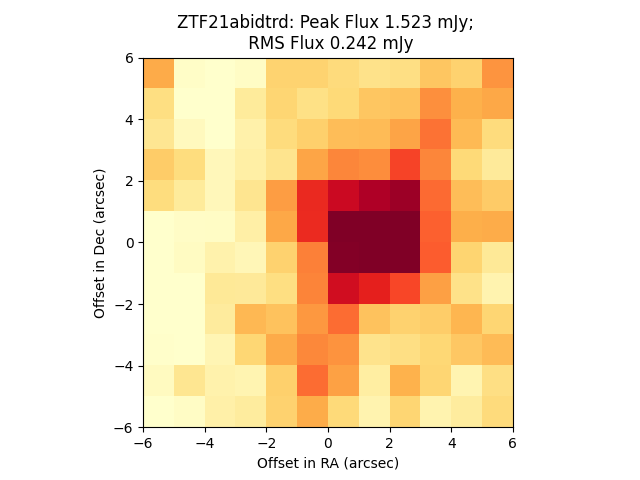 ZTF21abidtrd: Peak Flux 1.523 mJy;
RMS Flux 0.242 mJy
6
4
2
0
−2
−4
−6
Offset in Dec (arcsec)
−6 −4 −2 0 2 4 6
Offset in RA (arcsec)